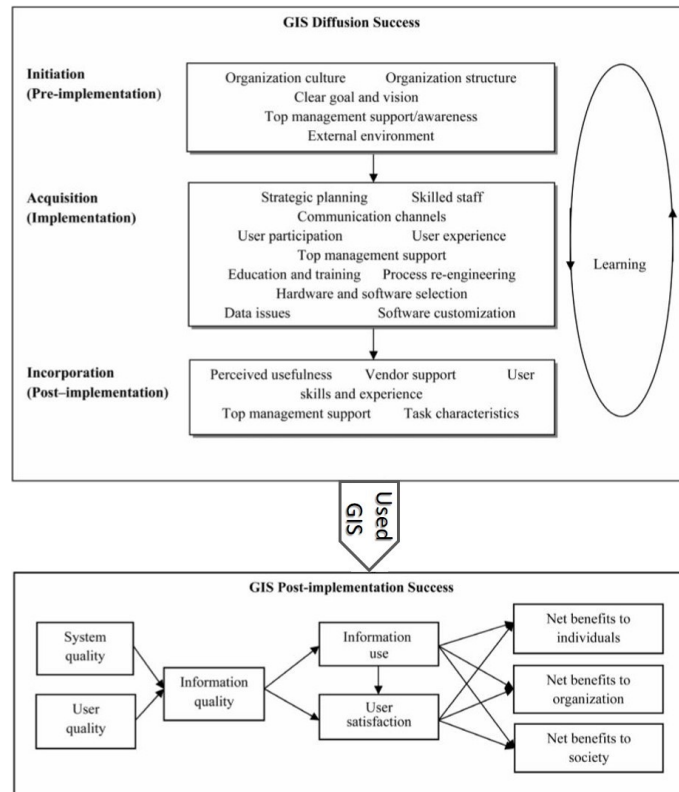 GIS Diffusion Success
Initiation
(Pre-implementation)
Organization culture Organization structure
Clear goal and vision
Top management support/awareness
External environment
Acquisition
(Implementation)
Strategic planning Skilled staff
Communication channels
User participation User experience
Top management support
Education and training Process re-engineering
Hardware and software selection
Data issues Software customization
Learning
Incorporation
(Post–implementation)
Perceived usefulness Vendor support User
skills and experience
Top management support Task characteristics
Used
GIS
GIS Post-implementation Success
System
quality
User
quality
Information
quality
Information
use
User
satisfaction
Net benefits to
individuals
Net benefits to
organization
Net benefits to
society